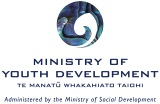 MINISTRY OF
YOUTH DEVELOPMENT
TE MANATŪ WHAKAHIATO TAIOHI
Administered by the Ministry of Social Development